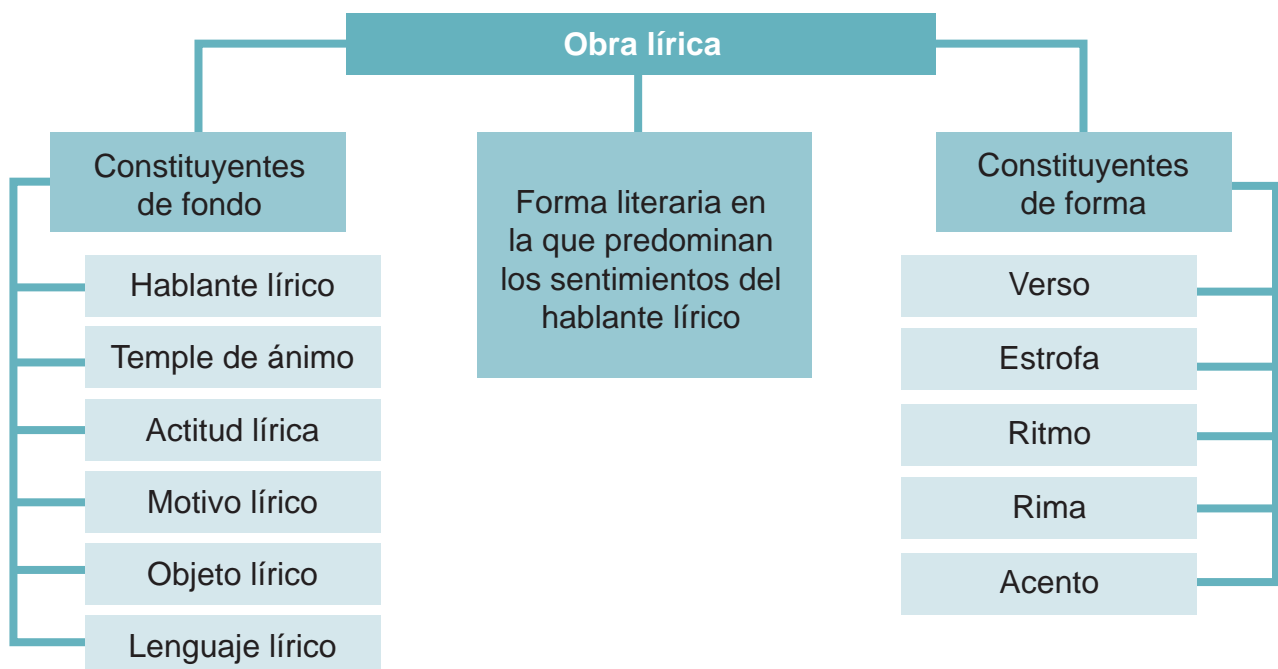 Obra lírica
Constituyentes
de fondo
Hablante lírico
Temple de ánimo
Actitud lírica
Motivo lírico
Objeto lírico
Lenguaje lírico
Forma literaria en
la que predominan
los sentimientos del
hablante lírico
Constituyentes
de forma
Verso
Estrofa
Ritmo
Rima
Acento